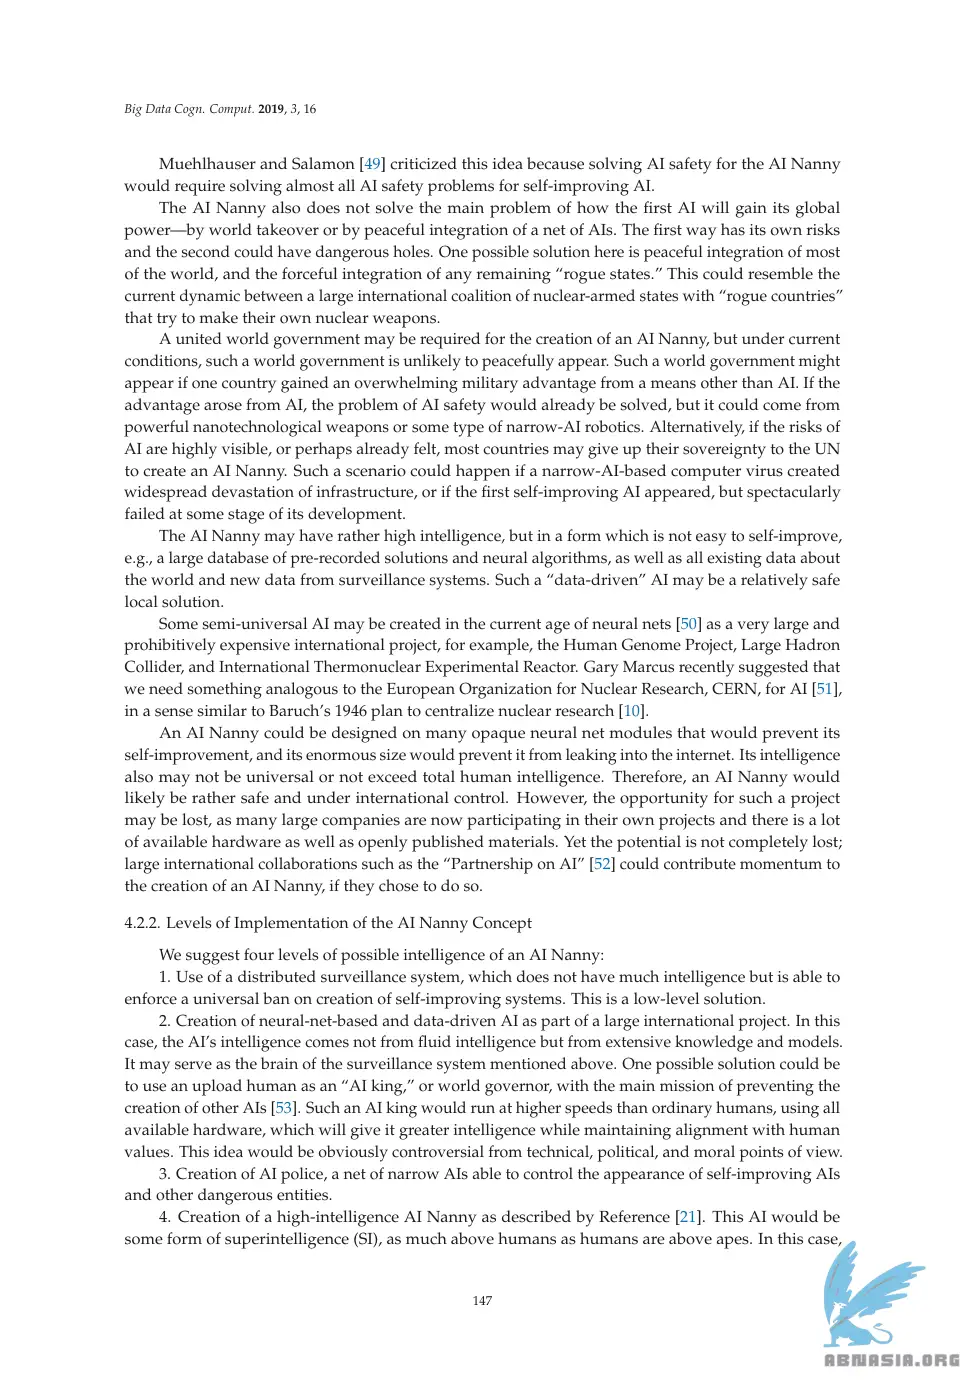 Big Data Cogn. Comput. 2019, 3, 16
Muehlhauser and Salamon [49] criticized this idea because solving AI safety for the AI Nanny
would require solving almost all AI safety problems for self-improving AI.
The AI Nanny also does not solve the main problem of how the first AI will gain its global
power—by world takeover or by peaceful integration of a net of AIs. The first way has its own risks
and the second could have dangerous holes. One possible solution here is peaceful integration of most
of the world, and the forceful integration of any remaining “rogue states.” This could resemble the
current dynamic between a large international coalition of nuclear-armed states with “rogue countries”
that try to make their own nuclear weapons.
A united world government may be required for the creation of an AI Nanny, but under current
conditions, such a world government is unlikely to peacefully appear. Such a world government might
appear if one country gained an overwhelming military advantage from a means other than AI. If the
advantage arose from AI, the problem of AI safety would already be solved, but it could come from
powerful nanotechnological weapons or some type of narrow-AI robotics. Alternatively, if the risks of
AI are highly visible, or perhaps already felt, most countries may give up their sovereignty to the UN
to create an AI Nanny. Such a scenario could happen if a narrow-AI-based computer virus created
widespread devastation of infrastructure, or if the first self-improving AI appeared, but spectacularly
failed at some stage of its development.
The AI Nanny may have rather high intelligence, but in a form which is not easy to self-improve,
e.g., a large database of pre-recorded solutions and neural algorithms, as well as all existing data about
the world and new data from surveillance systems. Such a “data-driven” AI may be a relatively safe
local solution.
Some semi-universal AI may be created in the current age of neural nets [50] as a very large and
prohibitively expensive international project, for example, the Human Genome Project, Large Hadron
Collider, and International Thermonuclear Experimental Reactor. Gary Marcus recently suggested that
we need something analogous to the European Organization for Nuclear Research, CERN, for AI [51],
in a sense similar to Baruch’s 1946 plan to centralize nuclear research [10].
An AI Nanny could be designed on many opaque neural net modules that would prevent its
self-improvement, and its enormous size would prevent it from leaking into the internet. Its intelligence
also may not be universal or not exceed total human intelligence. Therefore, an AI Nanny would
likely be rather safe and under international control. However, the opportunity for such a project
may be lost, as many large companies are now participating in their own projects and there is a lot
of available hardware as well as openly published materials. Yet the potential is not completely lost;
large international collaborations such as the “Partnership on AI” [52] could contribute momentum to
the creation of an AI Nanny, if they chose to do so.
4.2.2. Levels of Implementation of the AI Nanny Concept
We suggest four levels of possible intelligence of an AI Nanny:
1. Use of a distributed surveillance system, which does not have much intelligence but is able to
enforce a universal ban on creation of self-improving systems. This is a low-level solution.
2. Creation of neural-net-based and data-driven AI as part of a large international project. In this
case, the AI’s intelligence comes not from fluid intelligence but from extensive knowledge and models.
It may serve as the brain of the surveillance system mentioned above. One possible solution could be
to use an upload human as an “AI king,” or world governor, with the main mission of preventing the
creation of other AIs [53]. Such an AI king would run at higher speeds than ordinary humans, using all
available hardware, which will give it greater intelligence while maintaining alignment with human
values. This idea would be obviously controversial from technical, political, and moral points of view.
3. Creation of AI police, a net of narrow AIs able to control the appearance of self-improving AIs
and other dangerous entities.
4. Creation of a high-intelligence AI Nanny as described by Reference [21]. This AI would be
some form of superintelligence (SI), as much above humans as humans are above apes. In this case,
147
ABNASIA.ORG